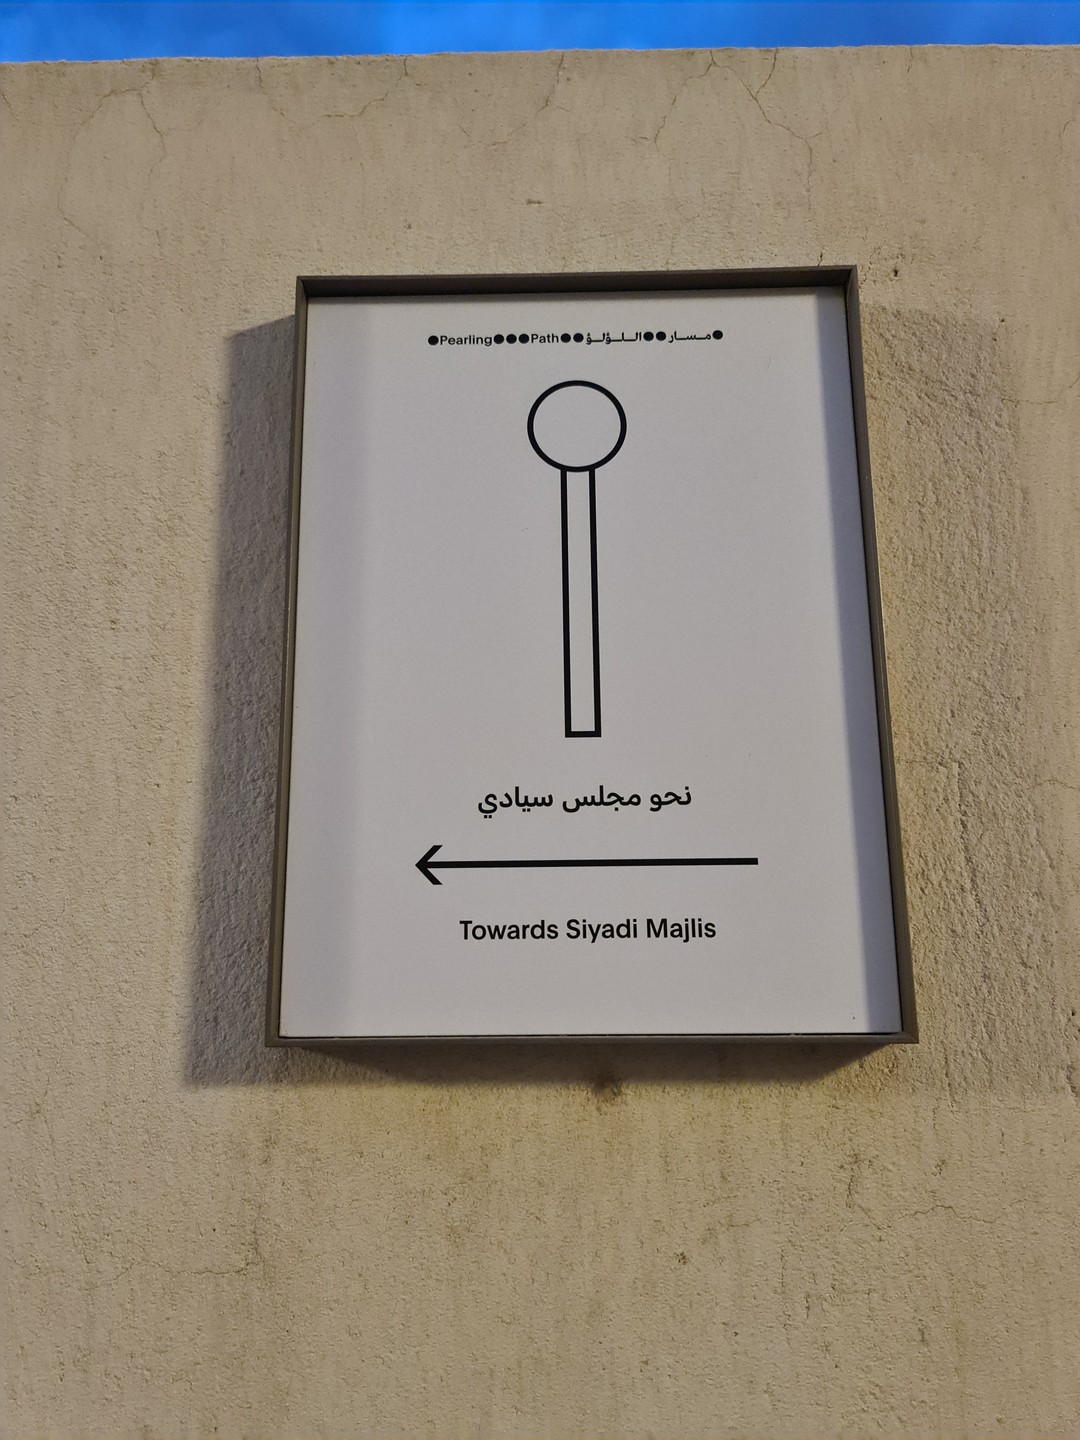 ●Pearling●●●Path●●مسار●●اللؤلؤ●
نحو مجلس سيادي
Towards Siyadi Majlis